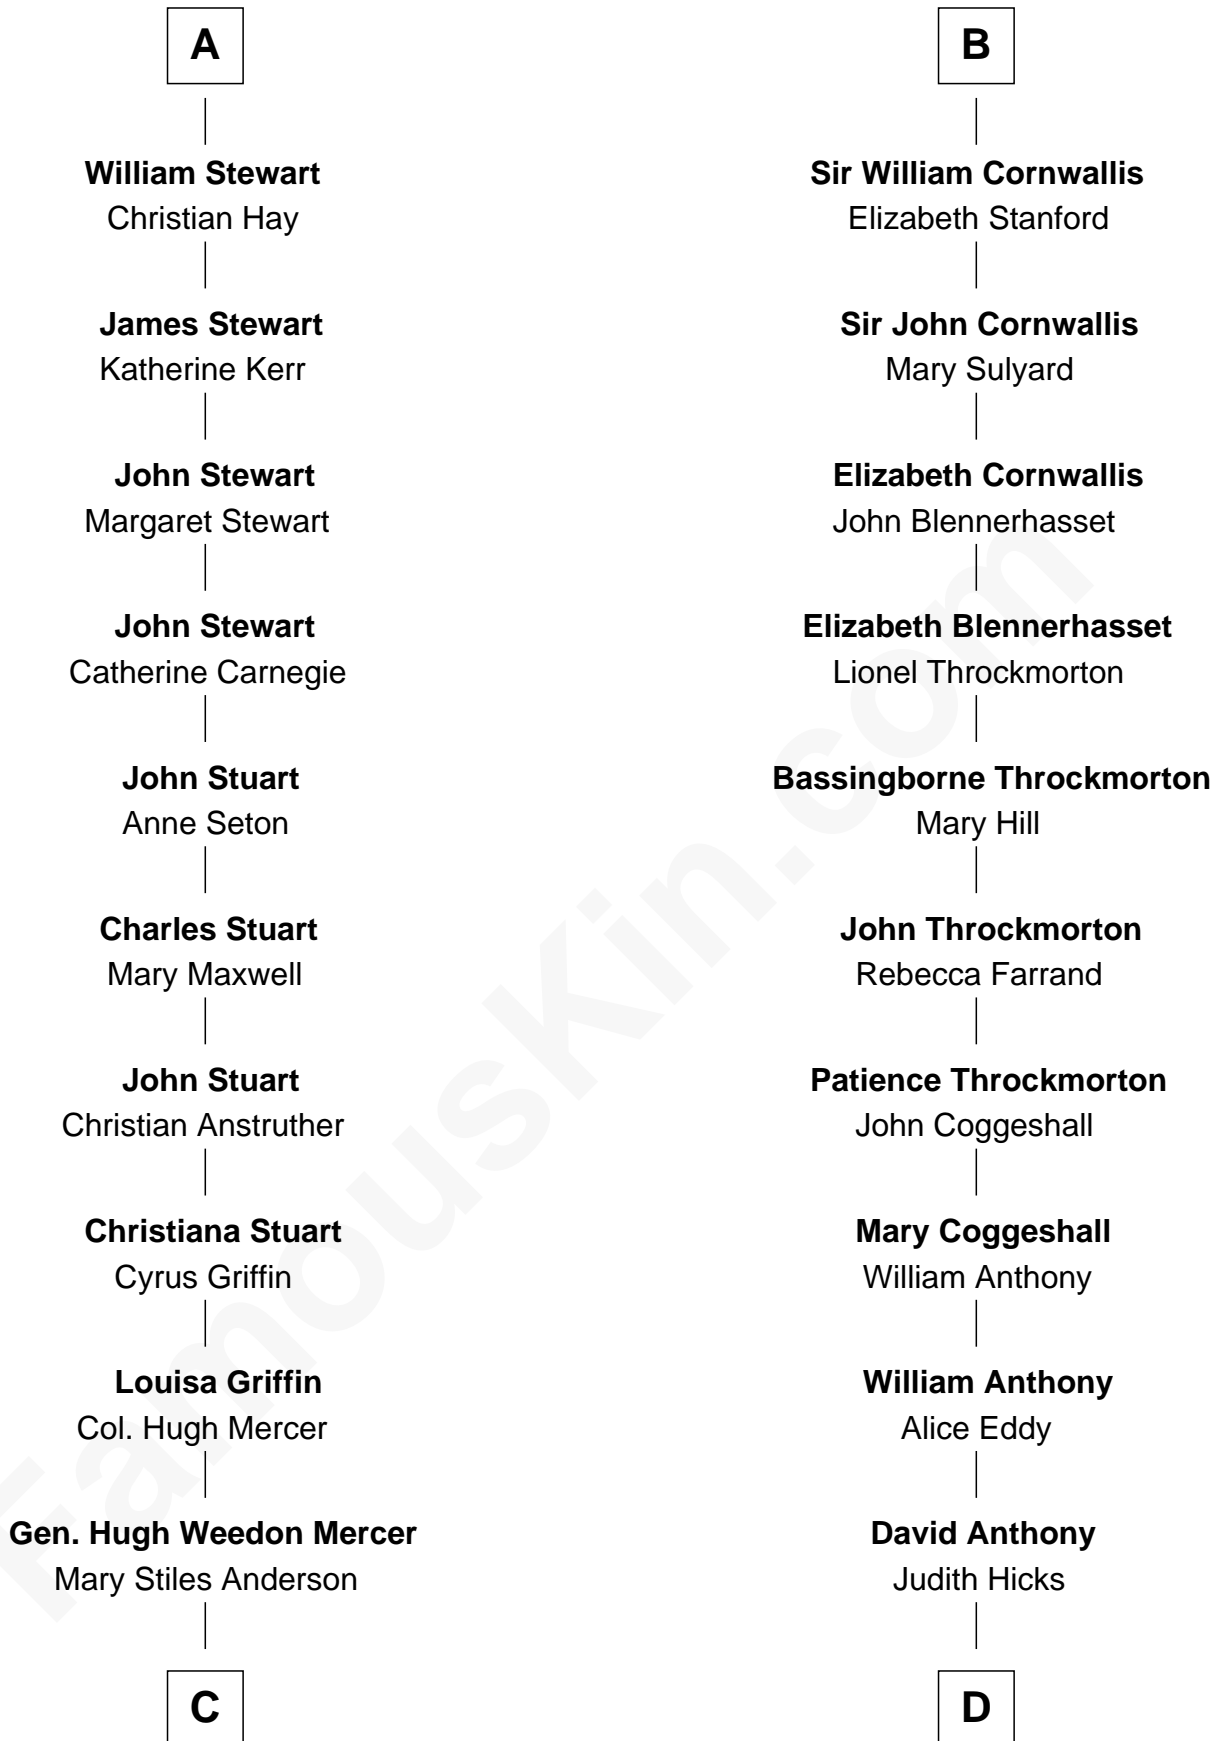 A
William Stewart
Christian Hay
James Stewart
Katherine Kerr
John Stewart
Margaret Stewart
John Stewart
Catherine Carnegie
John Stuart
Anne Seton
Charles Stuart
Mary Maxwell
John Stuart
Christian Anstruther
Christiana Stuart
Cyrus Griffin
Louisa Griffin
Col. Hugh Mercer
Gen. Hugh Weedon Mercer
Mary Stiles Anderson
C
B
Sir William Cornwallis
Elizabeth Stanford
Sir John Cornwallis
Mary Sulyard
Elizabeth Cornwallis
John Blennerhasset
Elizabeth Blennerhasset
Lionel Throckmorton
Bassingborne Throckmorton
Mary Hill
John Throckmorton
Rebecca Farrand
Patience Throckmorton
John Coggeshall
Mary Coggeshall
William Anthony
William Anthony
Alice Eddy
David Anthony
Judith Hicks
D
FamousKin.com